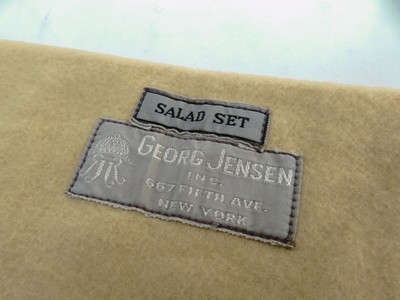 SALAD SET
GEORG JENSEN
INC.
667 FIFTH AVE.
NEW YORK